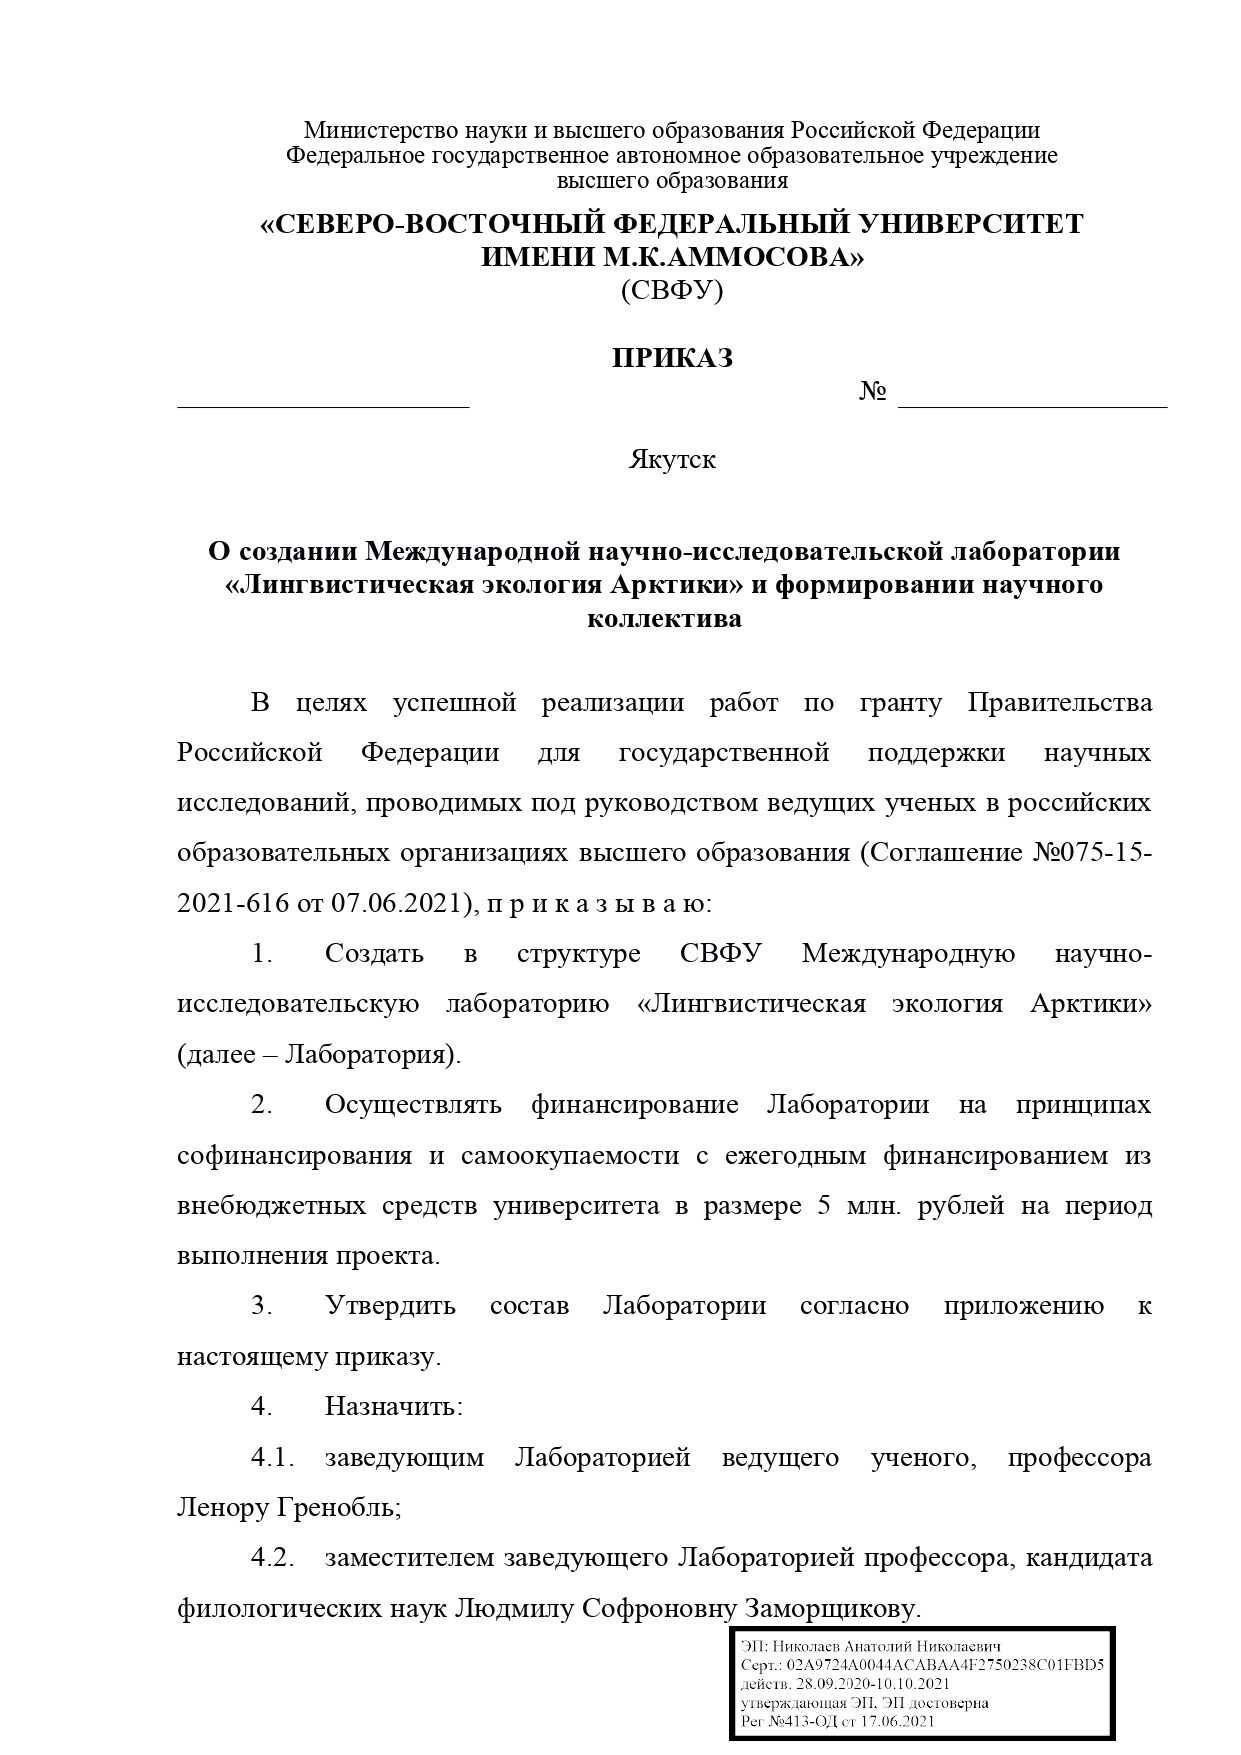 Министерство науки и высшего образования Российской Федерации
Федеральное государственное автономное образовательное учреждение
высшего образования
«СЕВЕРО-ВОСТОЧНЫЙ ФЕДЕРАЛЬНЫЙ УНИВЕРСИТЕТ
ИМЕНИ М.К.АММОСОВА»
(СВФУ)
ПРИКАЗ
№
Якутск
О создании Международной научно-исследовательской лаборатории
«Лингвистическая экология Арктики» и формировании научного
коллектива
В целях успешной реализации работ по гранту Правительства
Российской Федерации для государственной поддержки научных
исследований, проводимых под руководством ведущих ученых в российских
образовательных организациях высшего образования (Соглашение №075-15-
2021-616 от 07.06.2021), п р и к а з ы в а ю:
1. Создать в структуре СВФУ Международную научно-
исследовательскую лабораторию «Лингвистическая экология Арктики»
(далее – Лаборатория).
2. Осуществлять финансирование Лаборатории на принципах
софинансирования и самоокупаемости с ежегодным финансированием из
внебюджетных средств университета в размере 5 млн. рублей на период
выполнения проекта.
3. Утвердить состав Лаборатории согласно приложению к
настоящему приказу.
4. Назначить:
4.1. заведующим Лабораторией ведущего ученого, профессора
Ленору Гренобль;
4.2. заместителем заведующего Лабораторией профессора, кандидата
филологических наук Людмилу Софроновну Заморщикову.
ЭП: Николаев Анатолий Николаевич
Серт.: 02A9724A0044ACABAA4F2750238C01FBD5
действ. 28.09.2020-10.10.2021
утверждающая ЭП, ЭП достоверна
Рег №413-ОД от 17.06.2021